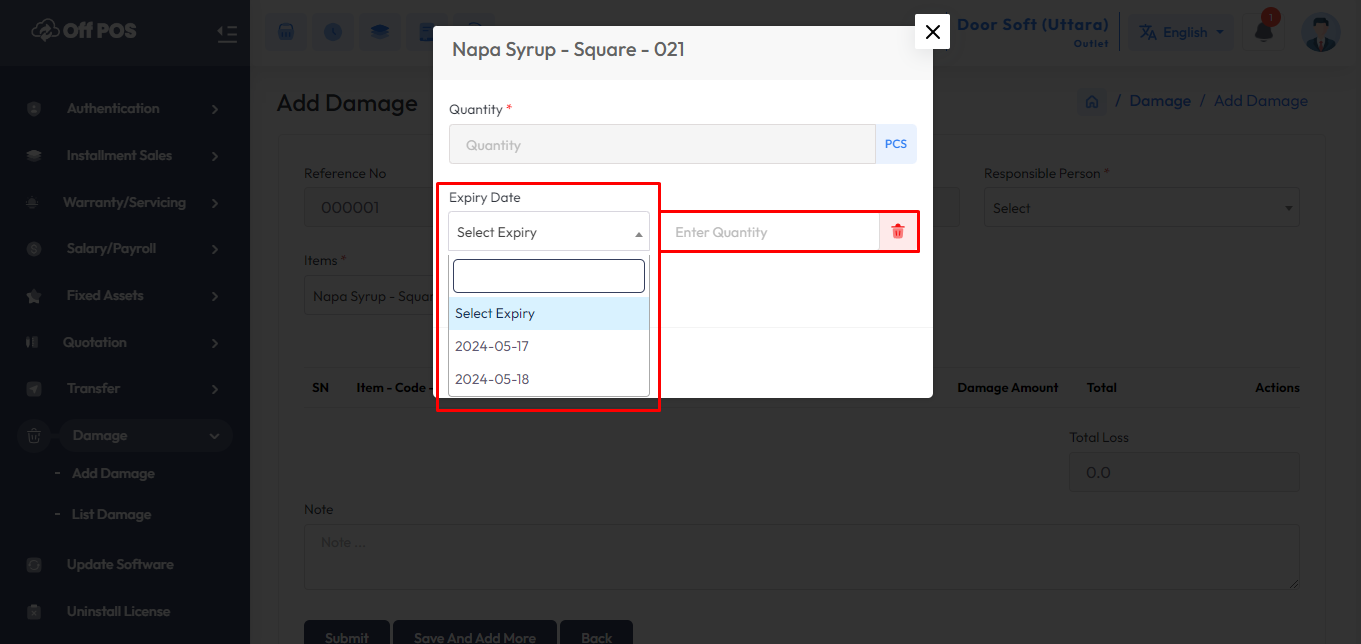 Off POS
Authentication
Installment Sales
Warranty/Servicing
Salary/Payroll
Fixed Assets
Quotation
Transfer
Damage
- Add Damage
- List Damage
Update Software
Uninstall License
Door Soft (Uttara)
Outlet
English
1
Add Damage
/ Damage / Add Damage
Reference No
000001
Responsible Person *
Select
Items *
Napa Syrup - Squar
SN Item - Code - Damage Amount Total Actions
Total Loss
0.0
Note
Note ...
Submit Save And Add More Back
Napa Syrup - Square - 021
Quantity *
Quantity PCS
Expiry Date
Select Expiry Enter Quantity
Select Expiry
2024-05-17
2024-05-18